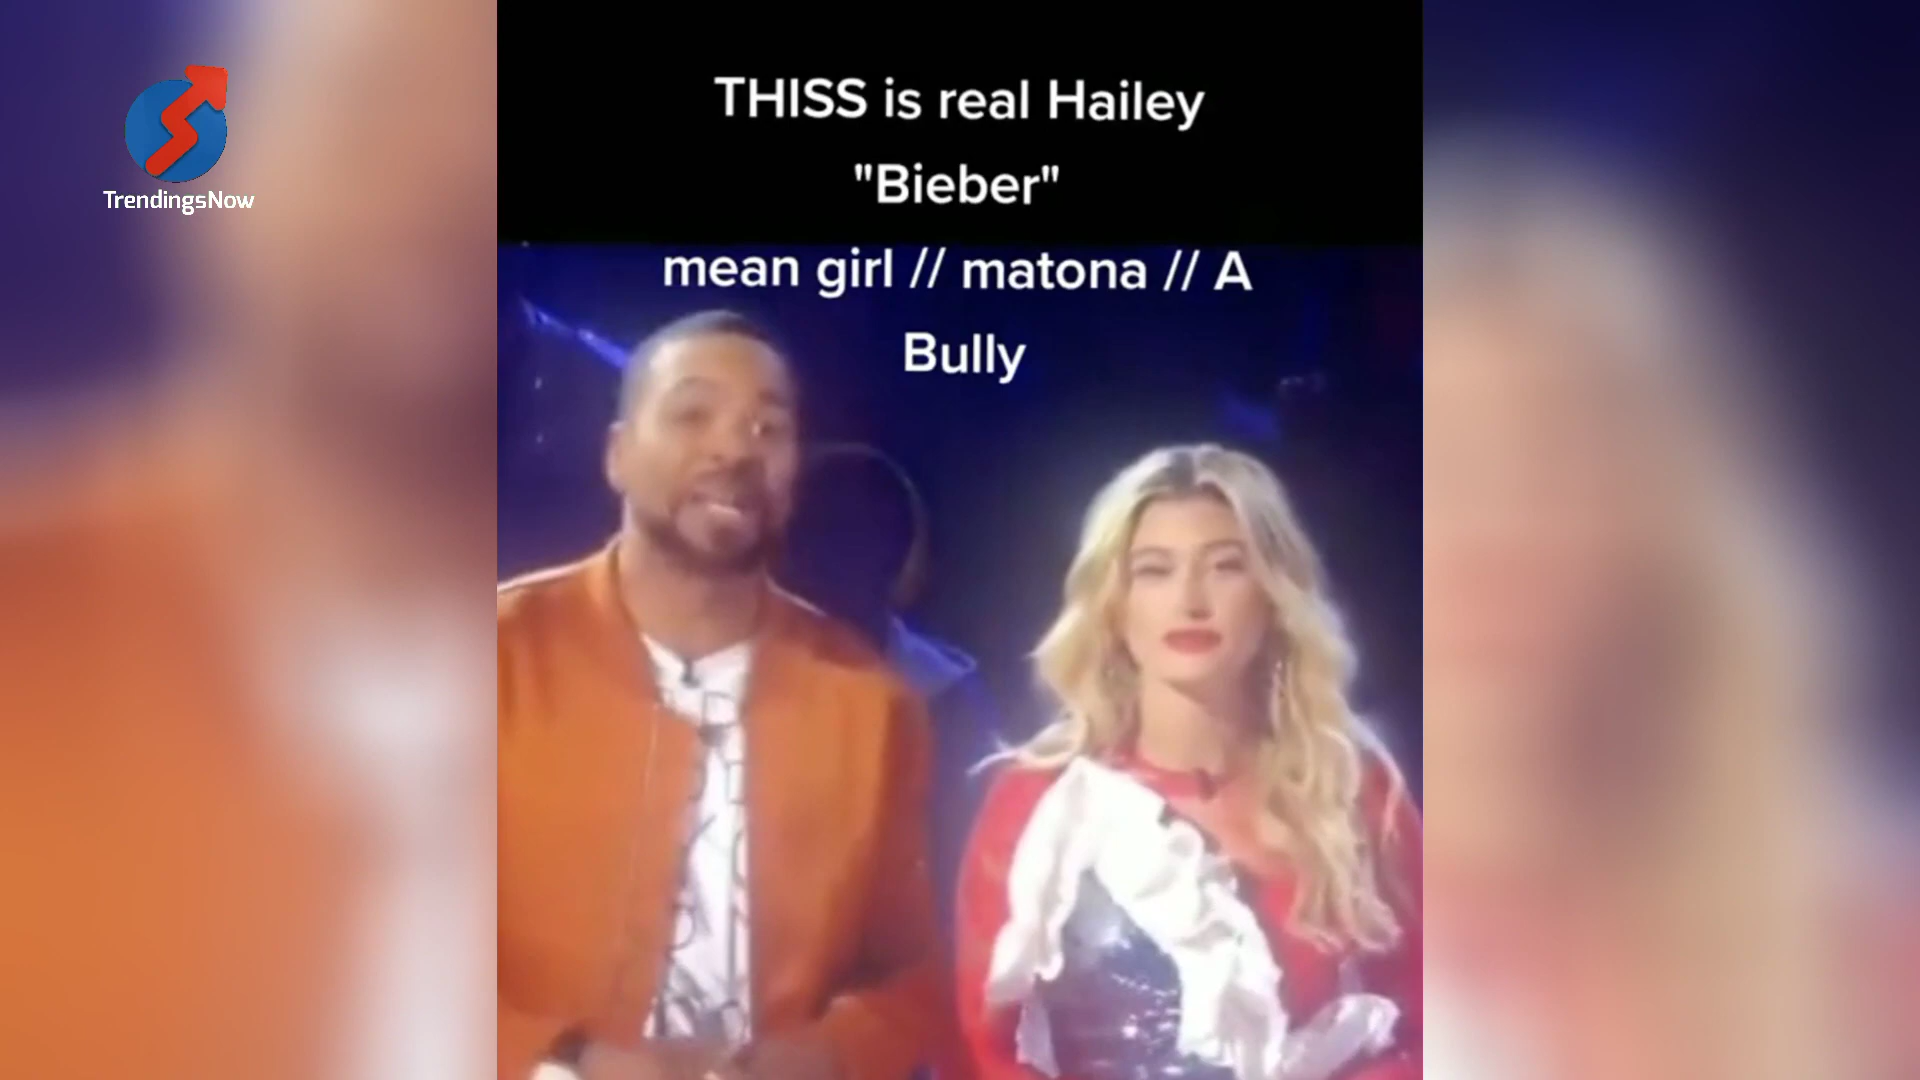 TrendingsNow
THISS is real Hailey
"Bieber"
mean girl // matona // A
Bully